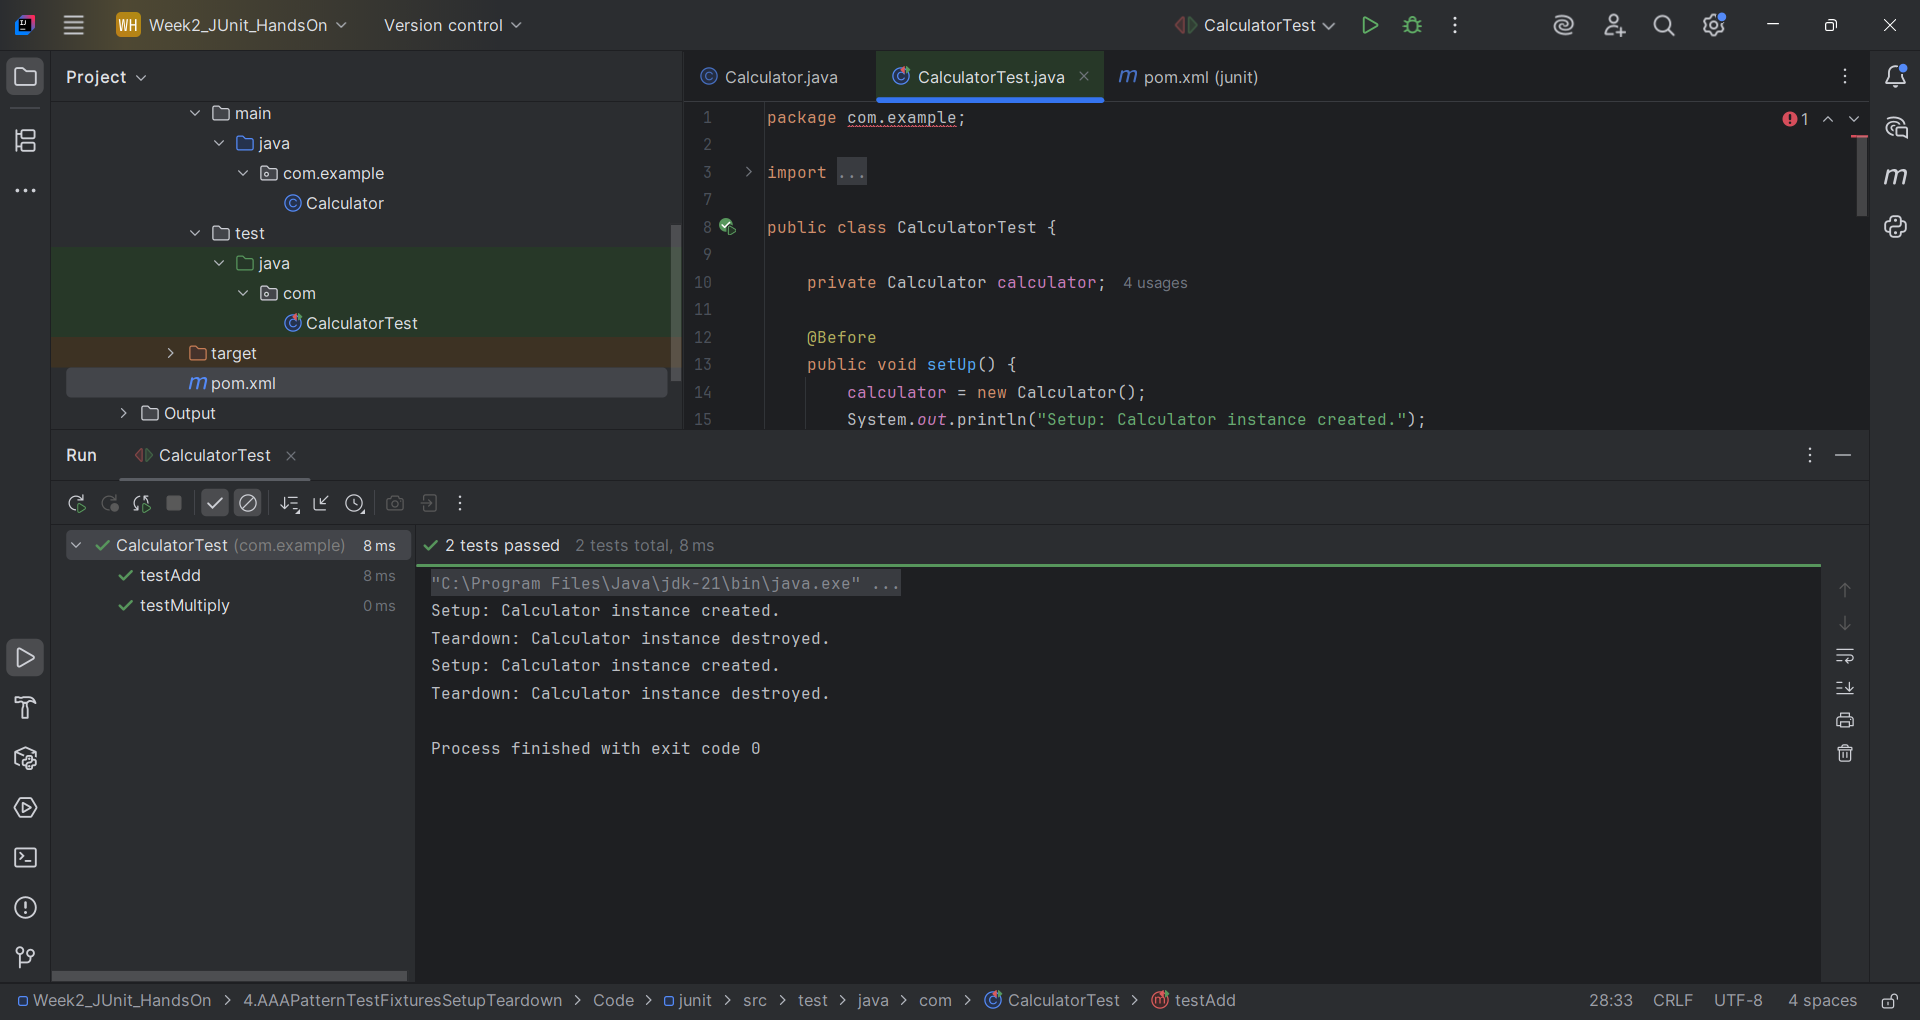 WH Week2_JUnit_HandsOn Version control CalculatorTest
Project
main
java
com.example
Calculator
test
java
com
CalculatorTest
target
m pom.xml
Output
Calculator.java CalculatorTest.java m pom.xml (junit)
1 package com.example; 1
2
3 import ...
7
8 public class CalculatorTest {
9
10 private Calculator calculator; 4 usages
11
12 @Before
13 public void setUp() {
14 calculator = new Calculator();
15 System.out.println("Setup: Calculator instance created.");
Run CalculatorTest
CalculatorTest (com.example) 8 ms
testAdd 8 ms
testMultiply 0 ms
2 tests passed 2 tests total, 8 ms
"C:\Program Files\Java\jdk-21\bin\java.exe" ...
Setup: Calculator instance created.
Teardown: Calculator instance destroyed.
Setup: Calculator instance created.
Teardown: Calculator instance destroyed.
Process finished with exit code 0
Week2_JUnit_HandsOn > 4.AAAPatternTestFixturesSetupTeardown > Code > junit > src > test > java > com > CalculatorTest > testAdd 28:33 CRLF UTF-8 4 spaces